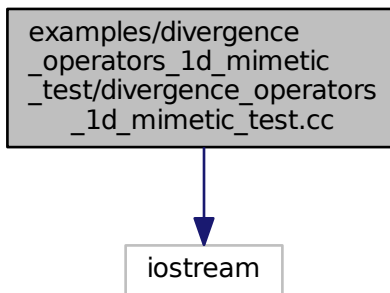 examples/divergence
_operators_1d_mimetic
_test/divergence_operators
_1d_mimetic_test.cc
iostream